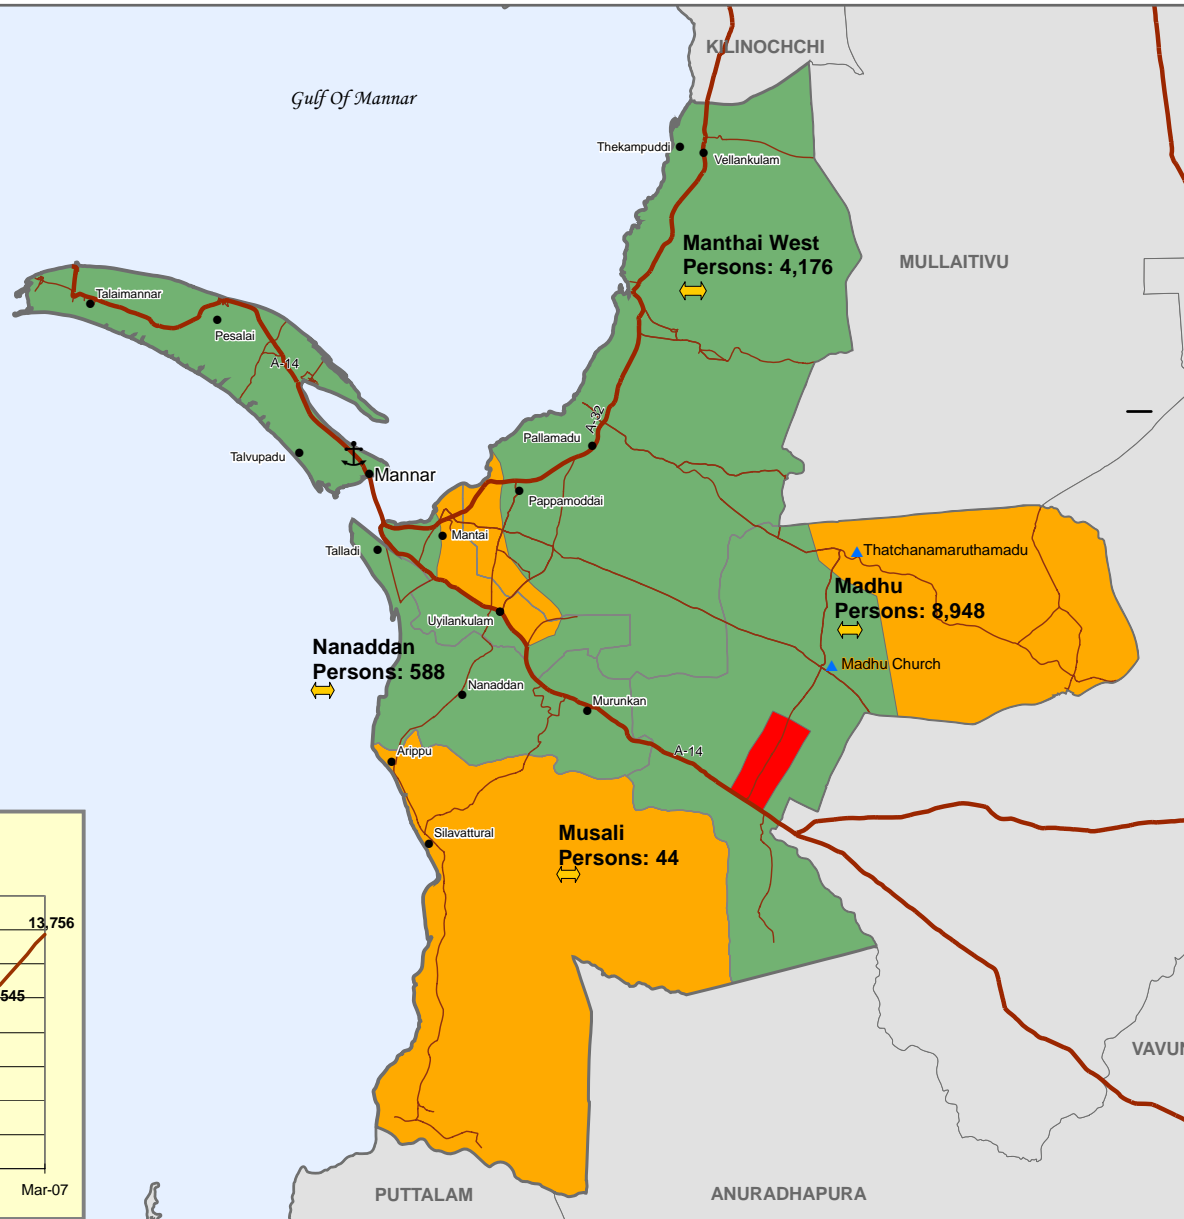 KILINOCHCHI
Gulf Of Mannar
Thekampuddi
Vellankulam
Manthai West
Persons: 4,176
MULLAITIVU
Talaimannar
Pesalai
A-14
A-32
Pallamadu
Talvupadu
Mannar
Pappamoddai
Mantai
Talladi
Thatchanamaruthamadu
Madhu
Persons: 8,948
Uyilankulam
Nanaddan
Persons: 588
Madhu Church
Nanaddan
Murunkan
Arippu
A-14
Silavattural
Musali
Persons: 44
13,756
545
VAVUN
Mar-07
PUTTALAM
ANURADHAPURA